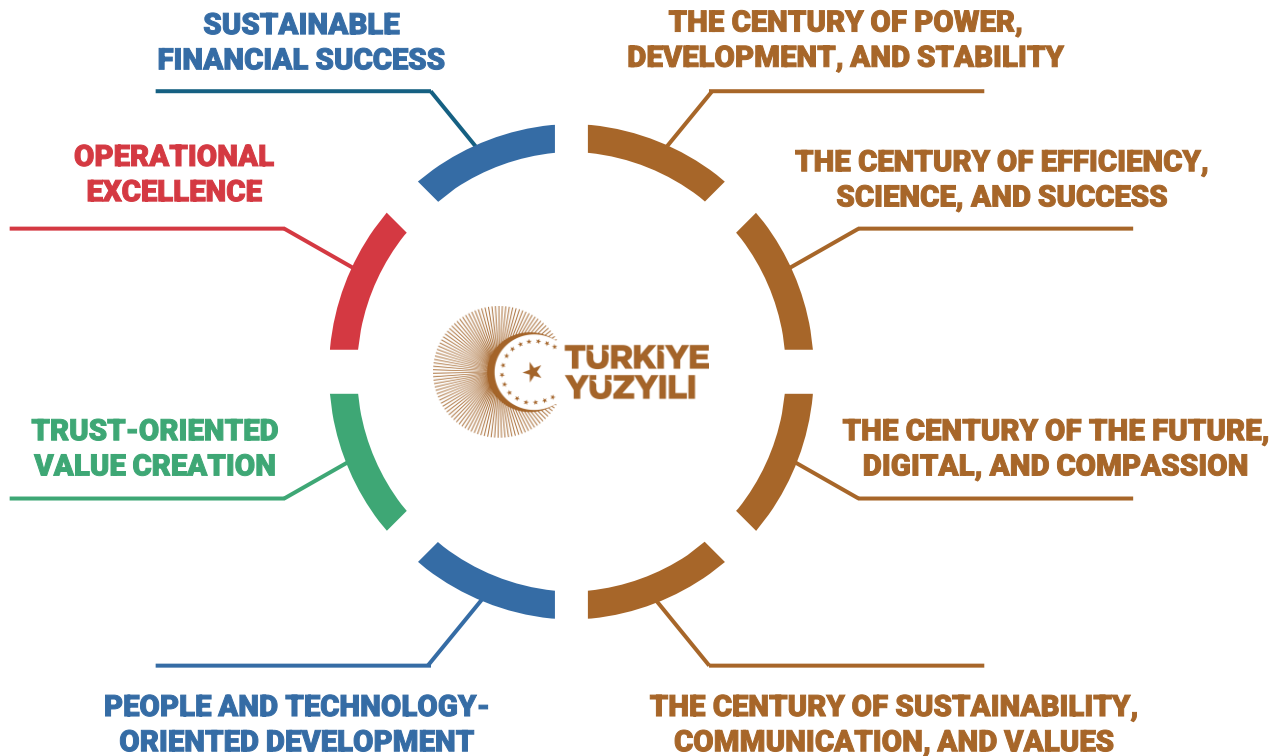 SUSTAINABLE
FINANCIAL SUCCESS
THE CENTURY OF POWER,
DEVELOPMENT, AND STABILITY
OPERATIONAL
EXCELLENCE
THE CENTURY OF EFFICIENCY,
SCIENCE, AND SUCCESS
TÜRKİYE
YÜZYILI
TRUST-ORIENTED
VALUE CREATION
THE CENTURY OF THE FUTURE,
DIGITAL, AND COMPASSION
PEOPLE AND TECHNOLOGY-
ORIENTED DEVELOPMENT
THE CENTURY OF SUSTAINABILITY,
COMMUNICATION, AND VALUES